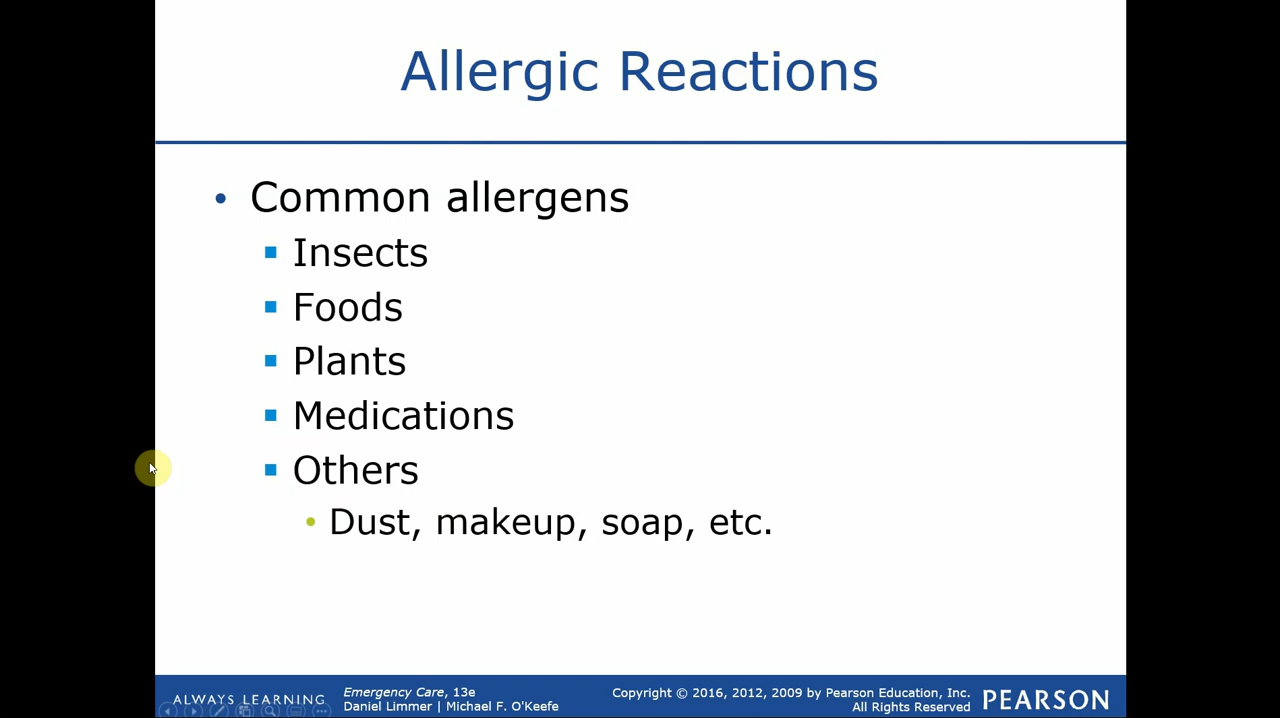 Allergic Reactions
• Common allergens
▪ Insects
▪ Foods
▪ Plants
▪ Medications
▪ Others
• Dust, makeup, soap, etc.
ALWAYS LEARNING
Emergency Care, 13e
Daniel Limmer | Michael F. O'Keefe
Copyright © 2016, 2012, 2009 by Pearson Education, Inc.
All Rights Reserved
PEARSON